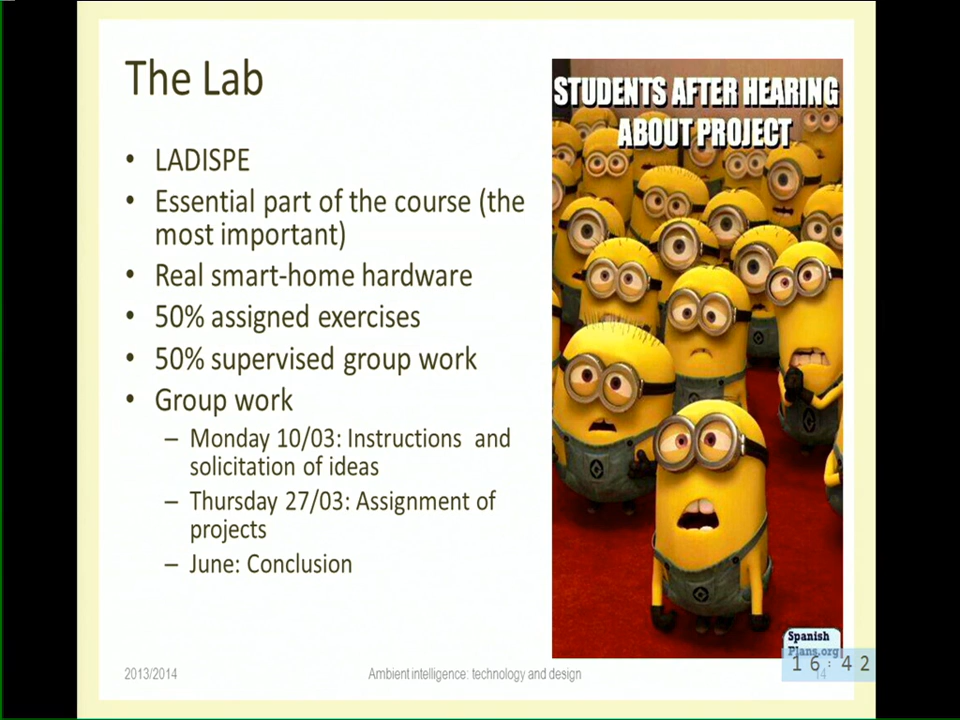 The Lab
• LADISPE
• Essential part of the course (the
most important)
• Real smart-home hardware
• 50% assigned exercises
• 50% supervised group work
• Group work
– Monday 10/03: Instructions and
solicitation of ideas
– Thursday 27/03: Assignment of
projects
– June: Conclusion
STUDENTS AFTER HEARING
ABOUT PROJECT
Spanish
Plans.org
16:42
2013/2014
Ambient intelligence: technology and design
14